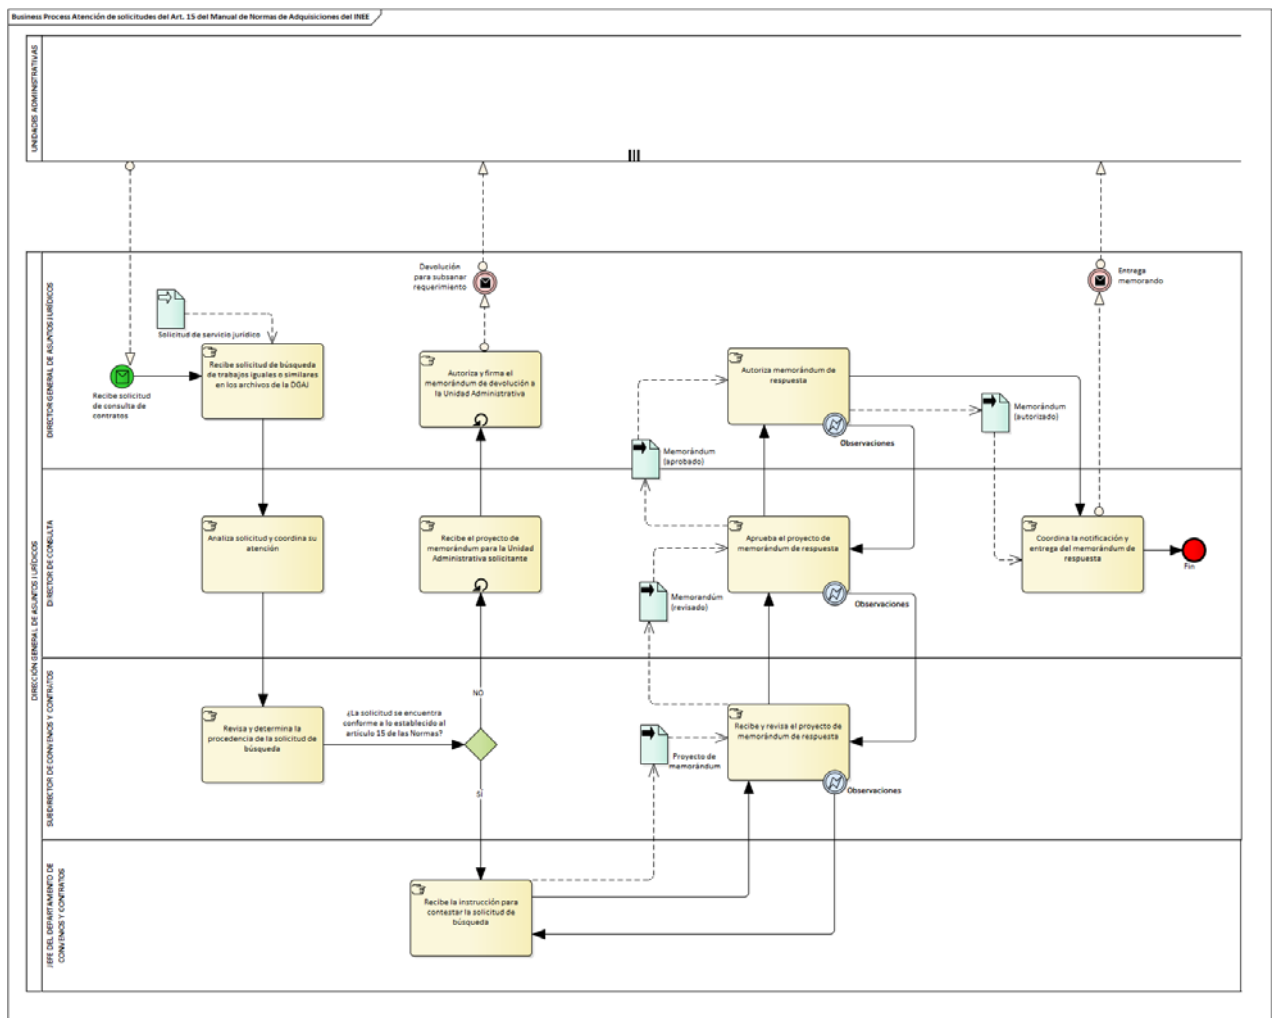 Business Process Atención de solicitudes del Art. 15 del Manual de Normas de Adquisiciones del INEE
UNIDADES ADMINISTRATIVAS
DIRECCIÓN GENERAL DE ASUNTOS JURÍDICOS
DIRECTOR GENERAL DE ASUNTOS JURÍDICOS
Recibe solicitud
de consulta de
contratos
Solicitud de servicio jurídico
Recibe solicitud de búsqueda
de trabajos iguales o similares
en los archivos de la DGAJ
Devolución
para subsanar
requerimiento
Autoriza y firma el
memorándum de devolución a
la Unidad Administrativa
Autoriza memorándum de
respuesta
Observaciones
Memorándum
(aprobado)
Memorándum
(autorizado)
Entrega
memorando
DIRECTOR DE CONSULTA
Analiza solicitud y coordina su
atención
Recibe el proyecto de
memorándum para la Unidad
Administrativa solicitante
Aprueba el proyecto de
memorándum de respuesta
Observaciones
Memorandúm
(revisado)
Coordina la notificación y
entrega del memorándum de
respuesta
Fin
SUBDIRECTOR DE CONVENIOS Y CONTRATOS
Revisa y determina la
procedencia de la solicitud de
búsqueda
¿La solicitud se encuentra
conforme a lo establecido al
artículo 15 de las Normas?
NO
SÍ
Proyecto de
memorándum
Recibe y revisa el proyecto de
memorándum de respuesta
Observaciones
JEFE DEL DEPARTAMENTO DE
CONVENIOS Y CONTRATOS
Recibe la instrucción para
contestar la solicitud de
búsqueda